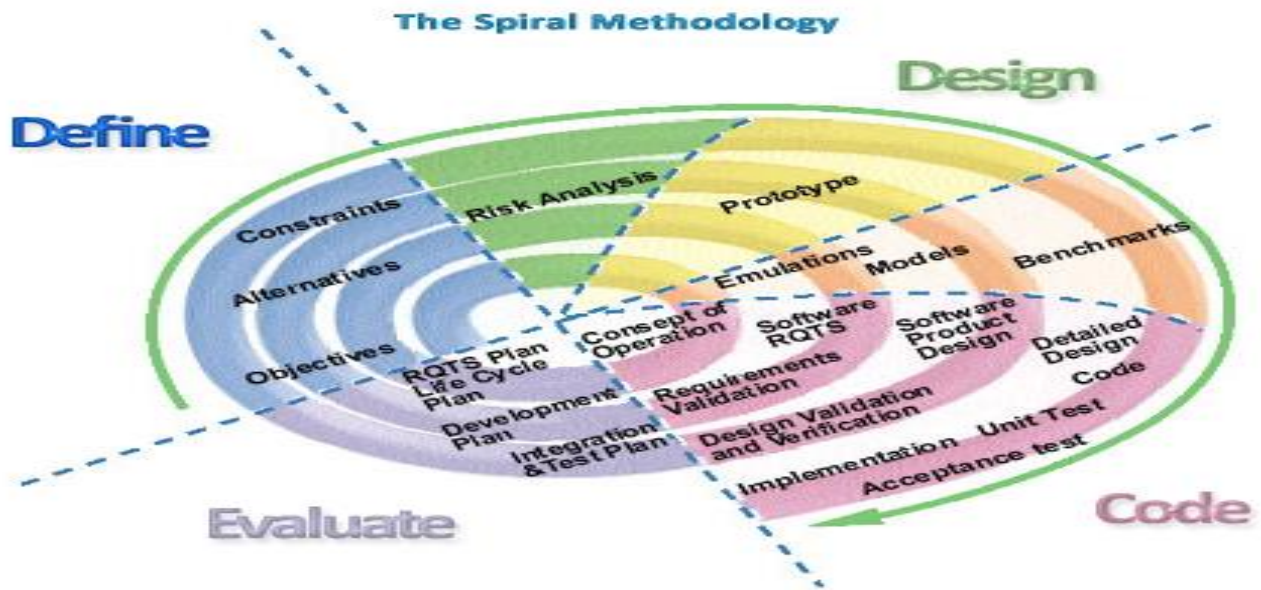 The Spiral Methodology
Design
Define
Constraints
Risk Analysis
Prototype
Alternatives
Emulations
Models
Benchmarks
Objectives
RQTS Plan
Life Cycle
Plan
Development
Plan
Integration
&Test Plan
Concept of
Operation
Software
RQTS
Software
Product
Design
Detailed
Design
Requirements
Validation
Design Validation
and Verification
Code
Unit Test
Implementation
Acceptance test
Evaluate
Code